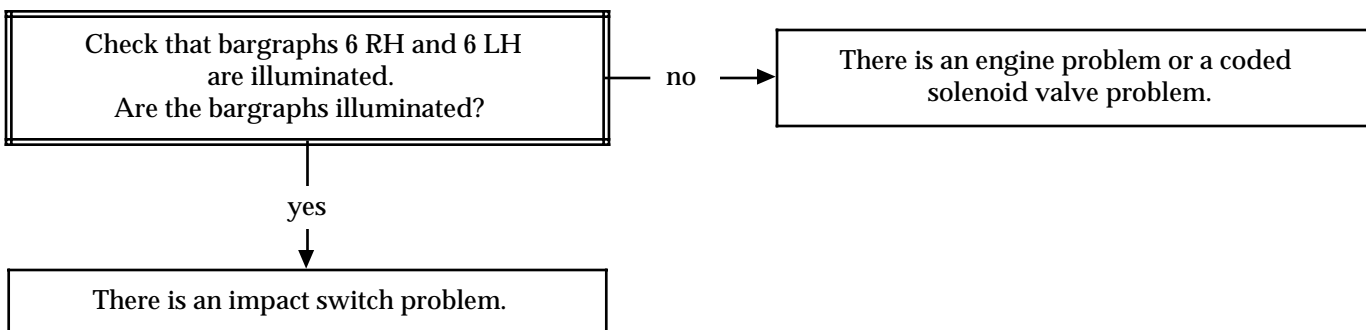 Check that bargraphs 6 RH and 6 LH
are illuminated.
Are the bargraphs illuminated?
no
There is an engine problem or a coded
solenoid valve problem.
yes
There is an impact switch problem.